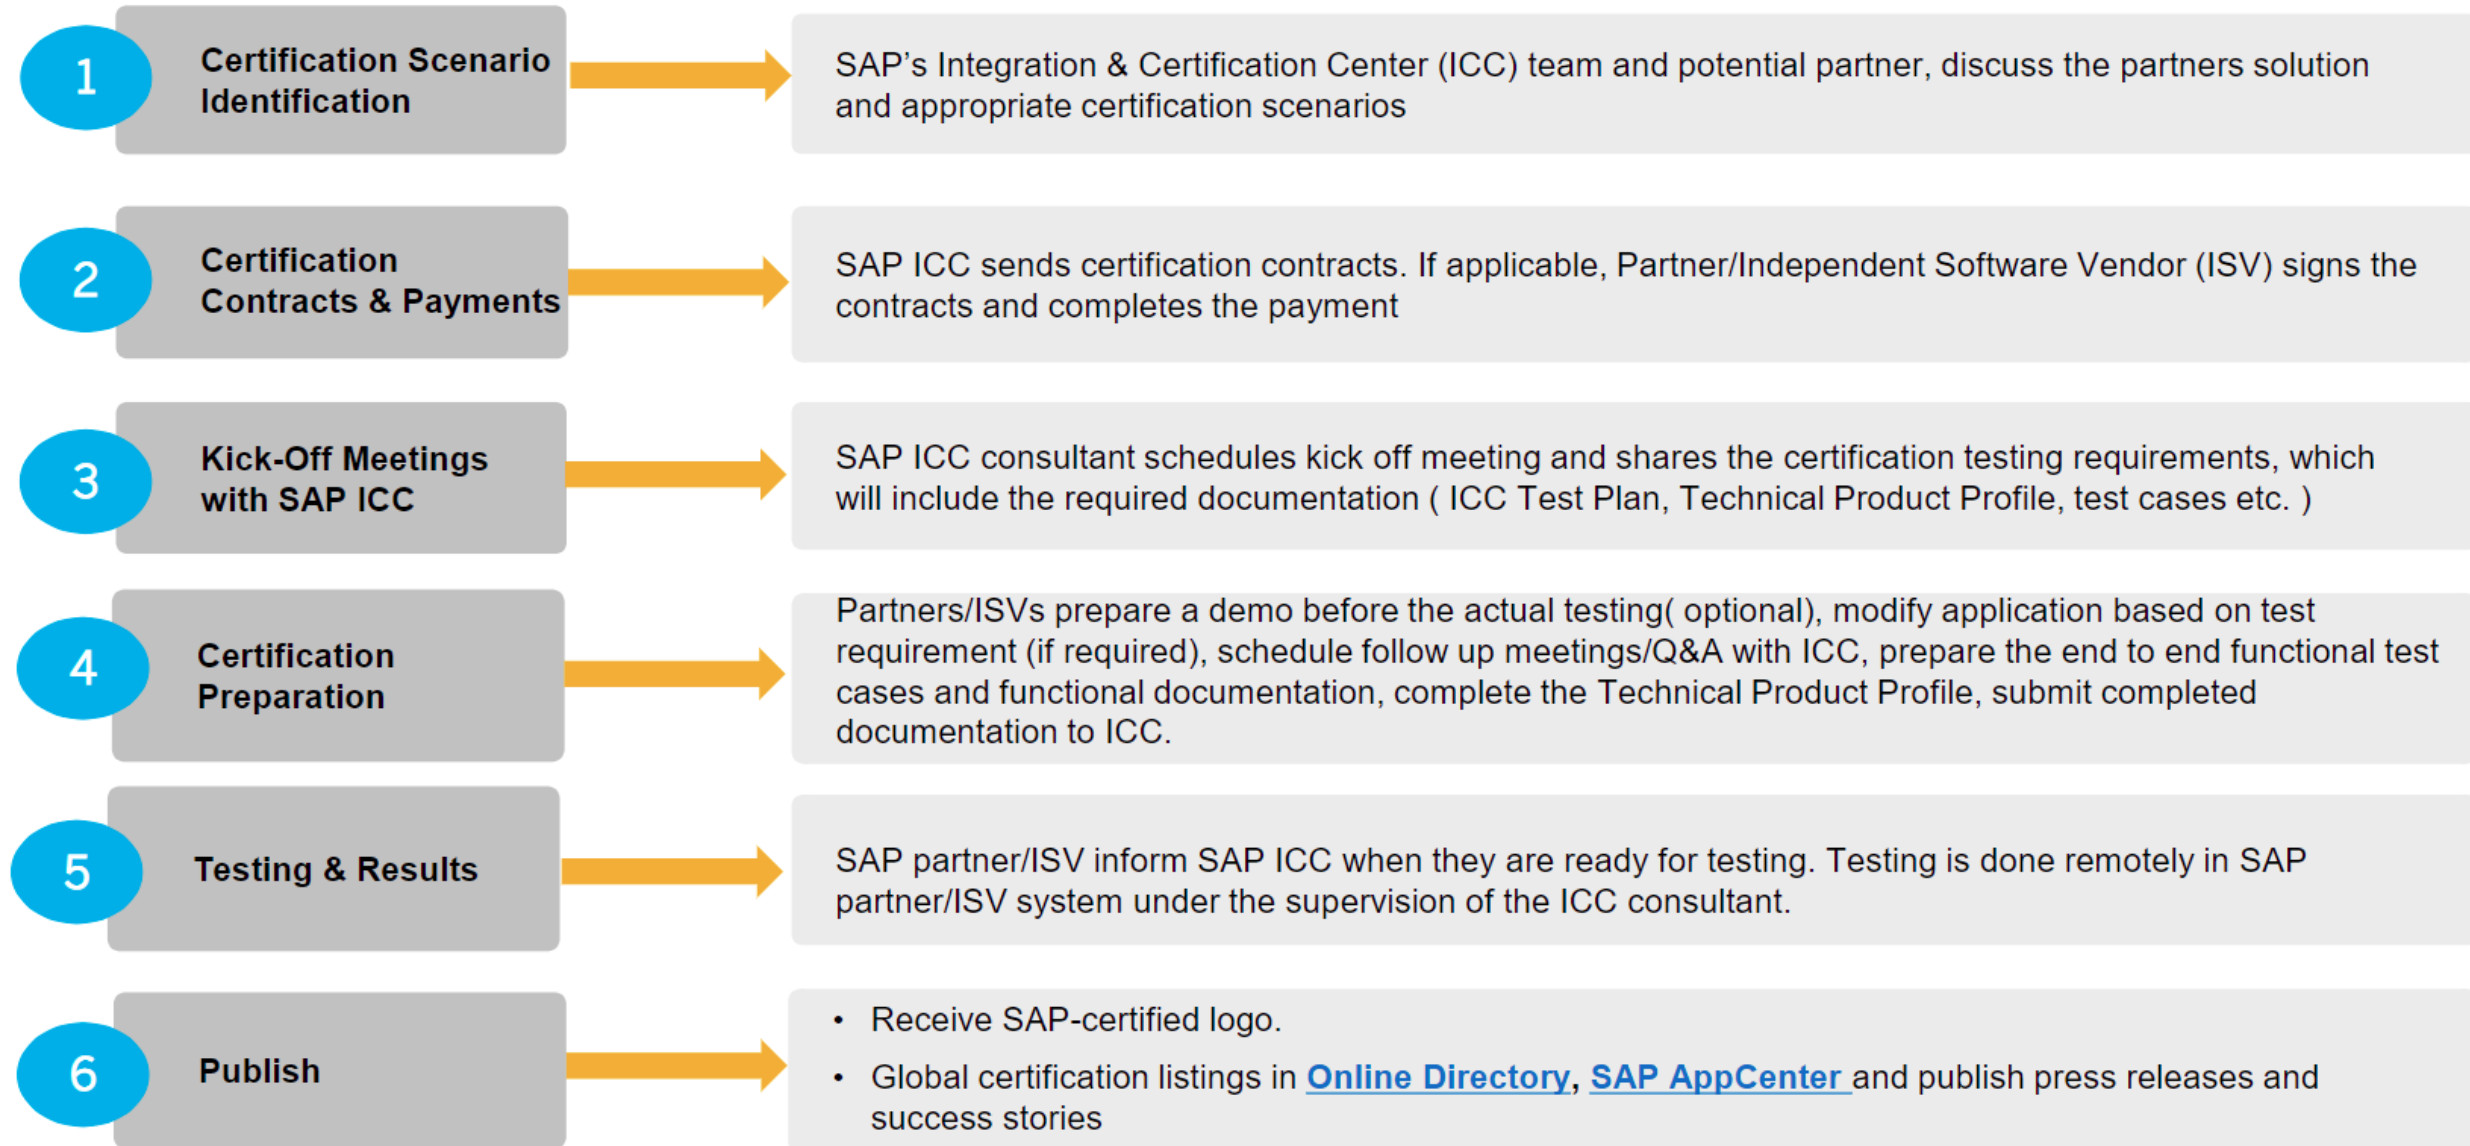 1
Certification Scenario
Identification
SAP’s Integration & Certification Center (ICC) team and potential partner, discuss the partners solution
and appropriate certification scenarios
2
Certification
Contracts & Payments
SAP ICC sends certification contracts. If applicable, Partner/Independent Software Vendor (ISV) signs the
contracts and completes the payment
3
Kick-Off Meetings
with SAP ICC
SAP ICC consultant schedules kick off meeting and shares the certification testing requirements, which
will include the required documentation ( ICC Test Plan, Technical Product Profile, test cases etc. )
4
Certification
Preparation
Partners/ISVs prepare a demo before the actual testing( optional), modify application based on test
requirement (if required), schedule follow up meetings/Q&A with ICC, prepare the end to end functional test
cases and functional documentation, complete the Technical Product Profile, submit completed
documentation to ICC.
5
Testing & Results
SAP partner/ISV inform SAP ICC when they are ready for testing. Testing is done remotely in SAP
partner/ISV system under the supervision of the ICC consultant.
6
Publish
• Receive SAP-certified logo.
• Global certification listings in Online Directory, SAP AppCenter and publish press releases and
success stories